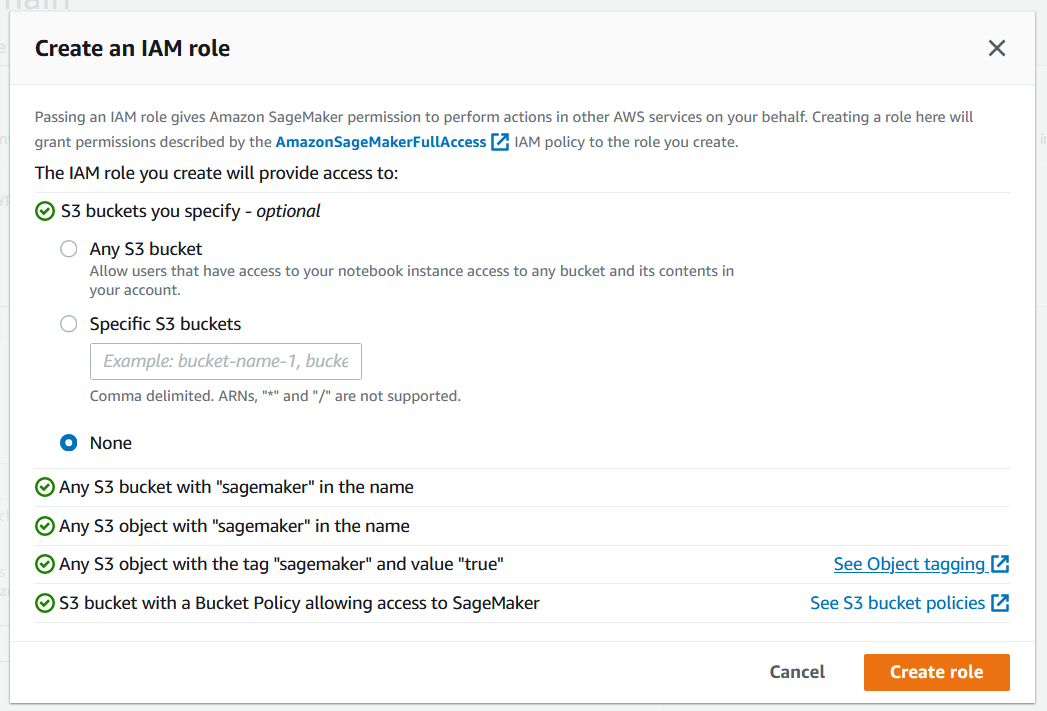 Create an IAM role
Passing an IAM role gives Amazon SageMaker permission to perform actions in other AWS services on your behalf. Creating a role here will
grant permissions described by the AmazonSageMakerFullAccess IAM policy to the role you create.
The IAM role you create will provide access to:
S3 buckets you specify - optional
Any S3 bucket
Allow users that have access to your notebook instance access to any bucket and its contents in
your account.
Specific S3 buckets
Example: bucket-name-1, bucke
Comma delimited. ARNs, "*" and "/" are not supported.
None
Any S3 bucket with "sagemaker" in the name
Any S3 object with "sagemaker" in the name
Any S3 object with the tag "sagemaker" and value "true" See Object tagging
S3 bucket with a Bucket Policy allowing access to SageMaker See S3 bucket policies
Cancel Create role